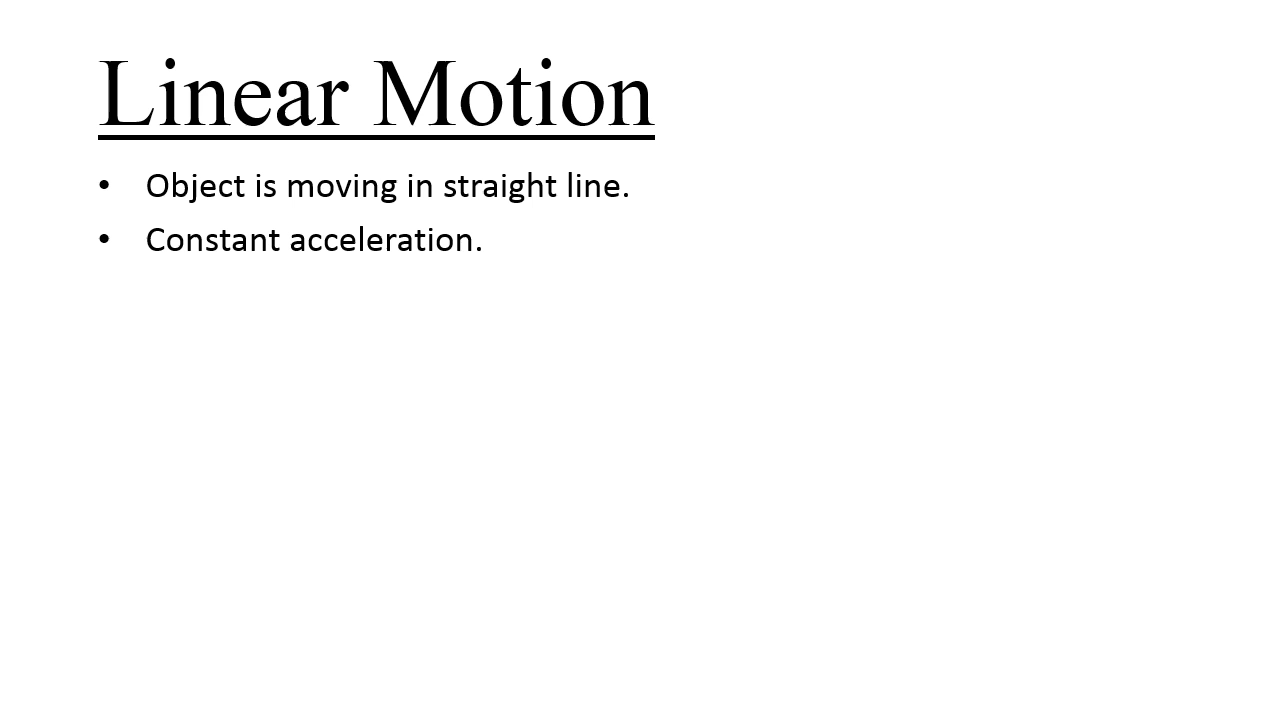 Linear Motion
• Object is moving in straight line.
• Constant acceleration.